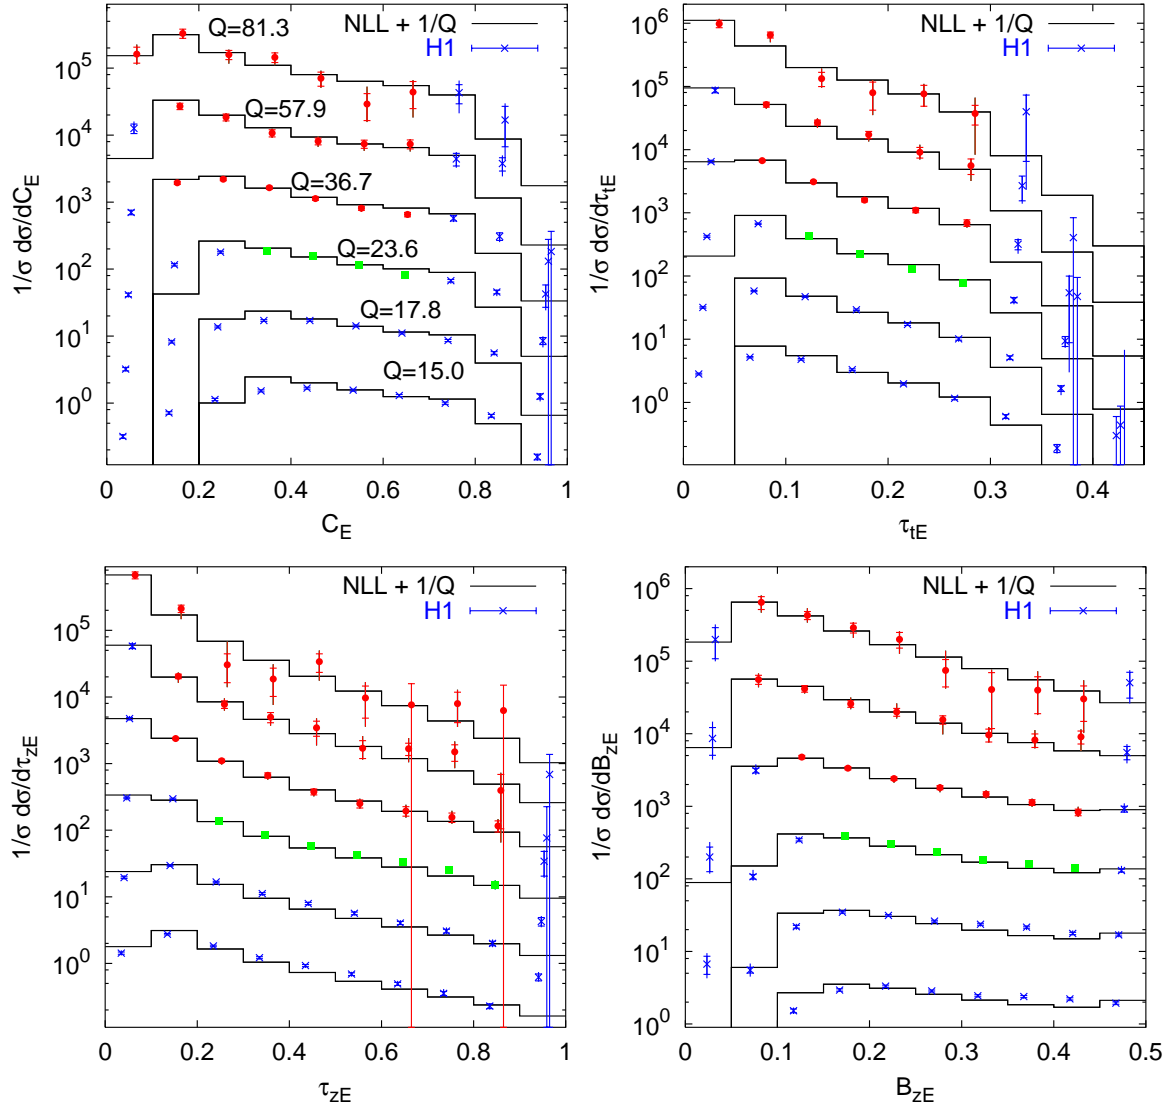 NLL + 1/Q
H1
Q=81.3
Q=57.9
Q=36.7
Q=23.6
Q=17.8
Q=15.0
1/σ dσ/dC_E
10^5
10^4
10^3
10^2
10^1
10^0
0 0.2 0.4 0.6 0.8 1
C_E
NLL + 1/Q
H1
1/σ dσ/dτ_tE
10^6
10^5
10^4
10^3
10^2
10^1
10^0
0 0.1 0.2 0.3 0.4
τ_tE
NLL + 1/Q
H1
1/σ dσ/dτ_zE
10^5
10^4
10^3
10^2
10^1
10^0
0 0.2 0.4 0.6 0.8 1
τ_zE
NLL + 1/Q
H1
1/σ dσ/dB_zE
10^6
10^5
10^4
10^3
10^2
10^1
10^0
0 0.1 0.2 0.3 0.4 0.5
B_zE